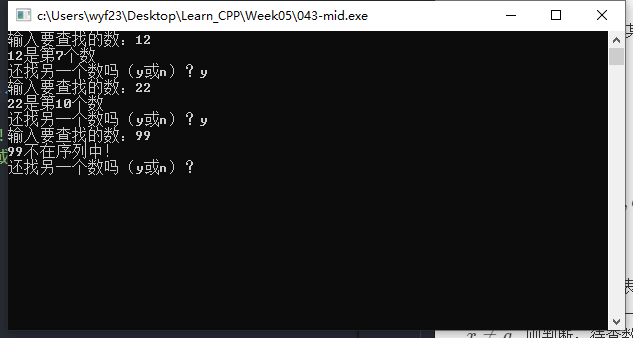 c:\Users\wyf23\Desktop\Learn_CPP\Week05\043-mid.exe
输入要查找的数：12
12是第7个数
还找另一个数吗（y或n）？y
输入要查找的数：22
22是第10个数
还找另一个数吗（y或n）？y
输入要查找的数：99
99不在序列中！
还找另一个数吗（y或n）？